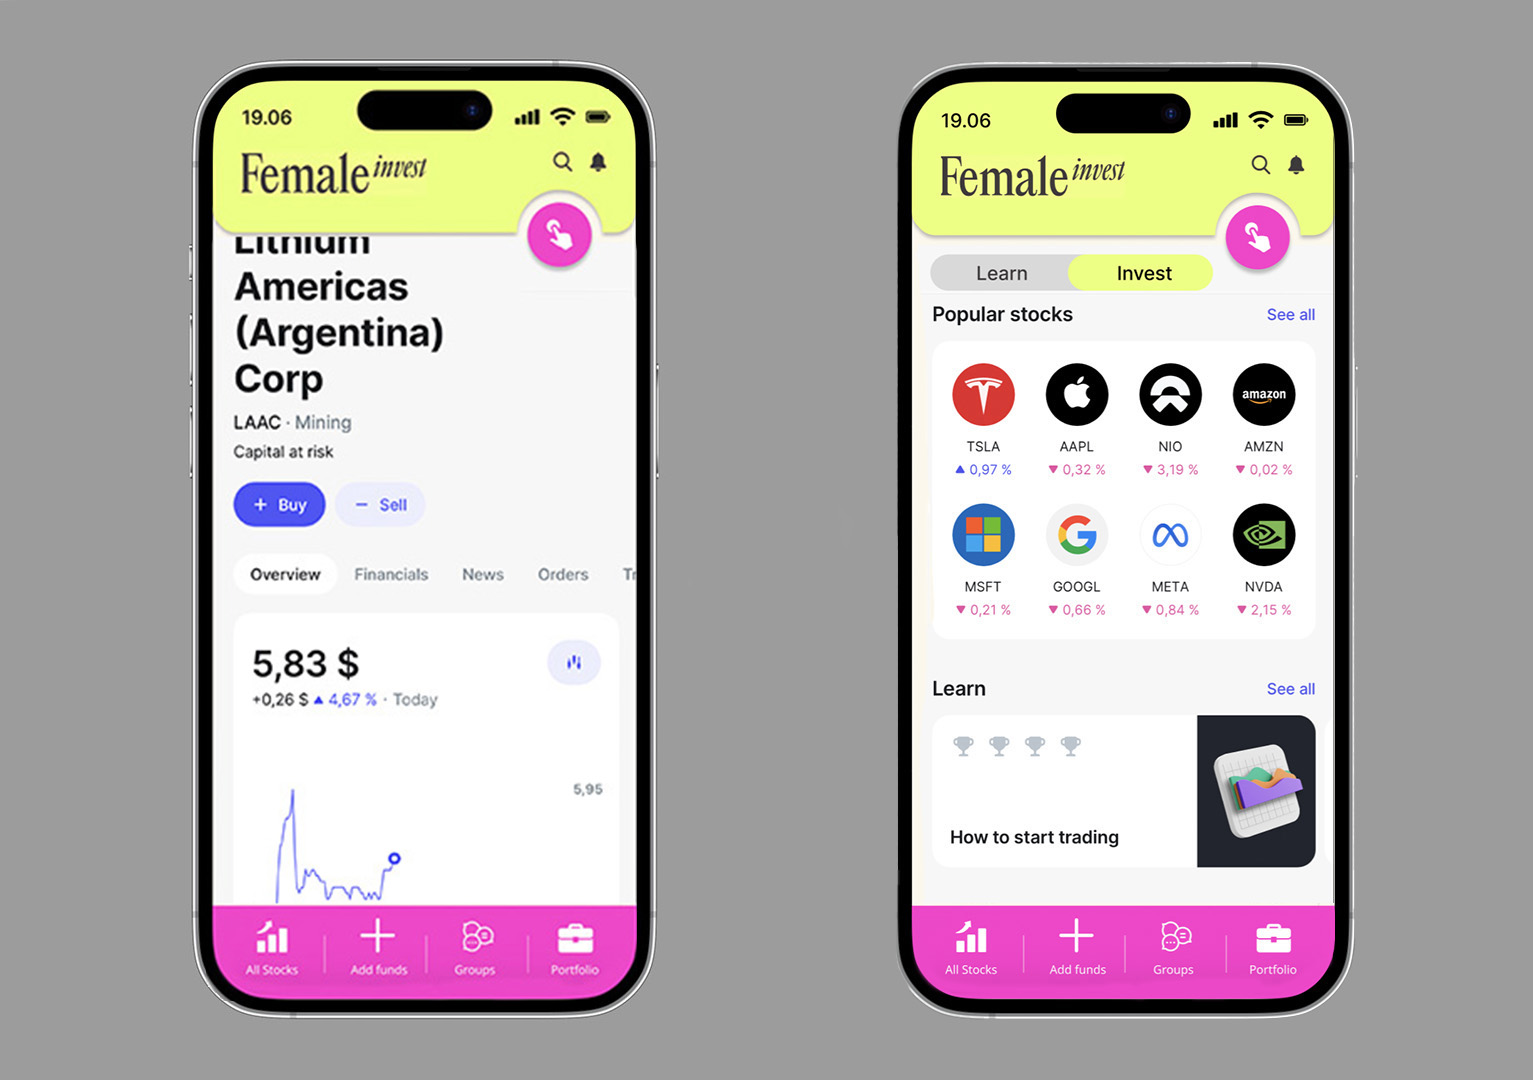 19.06
Female invest
Lithium
Americas
(Argentina)
Corp
LAAC · Mining
Capital at risk
+ Buy
− Sell
Overview Financials News Orders Tr
5,83 $
+0,26 $ ▲ 4,67 % · Today
5,95
All Stocks Add funds Groups Portfolio
19.06
Female invest
Learn Invest
Popular stocks See all
amazon
TSLA AAPL NIO AMZN
▲ 0,97 % ▼ 0,32 % ▼ 3,19 % ▼ 0,02 %
MSFT GOOGL META NVDA
▼ 0,21 % ▼ 0,66 % ▼ 0,84 % ▼ 2,15 %
Learn See all
How to start trading
All Stocks Add funds Groups Portfolio